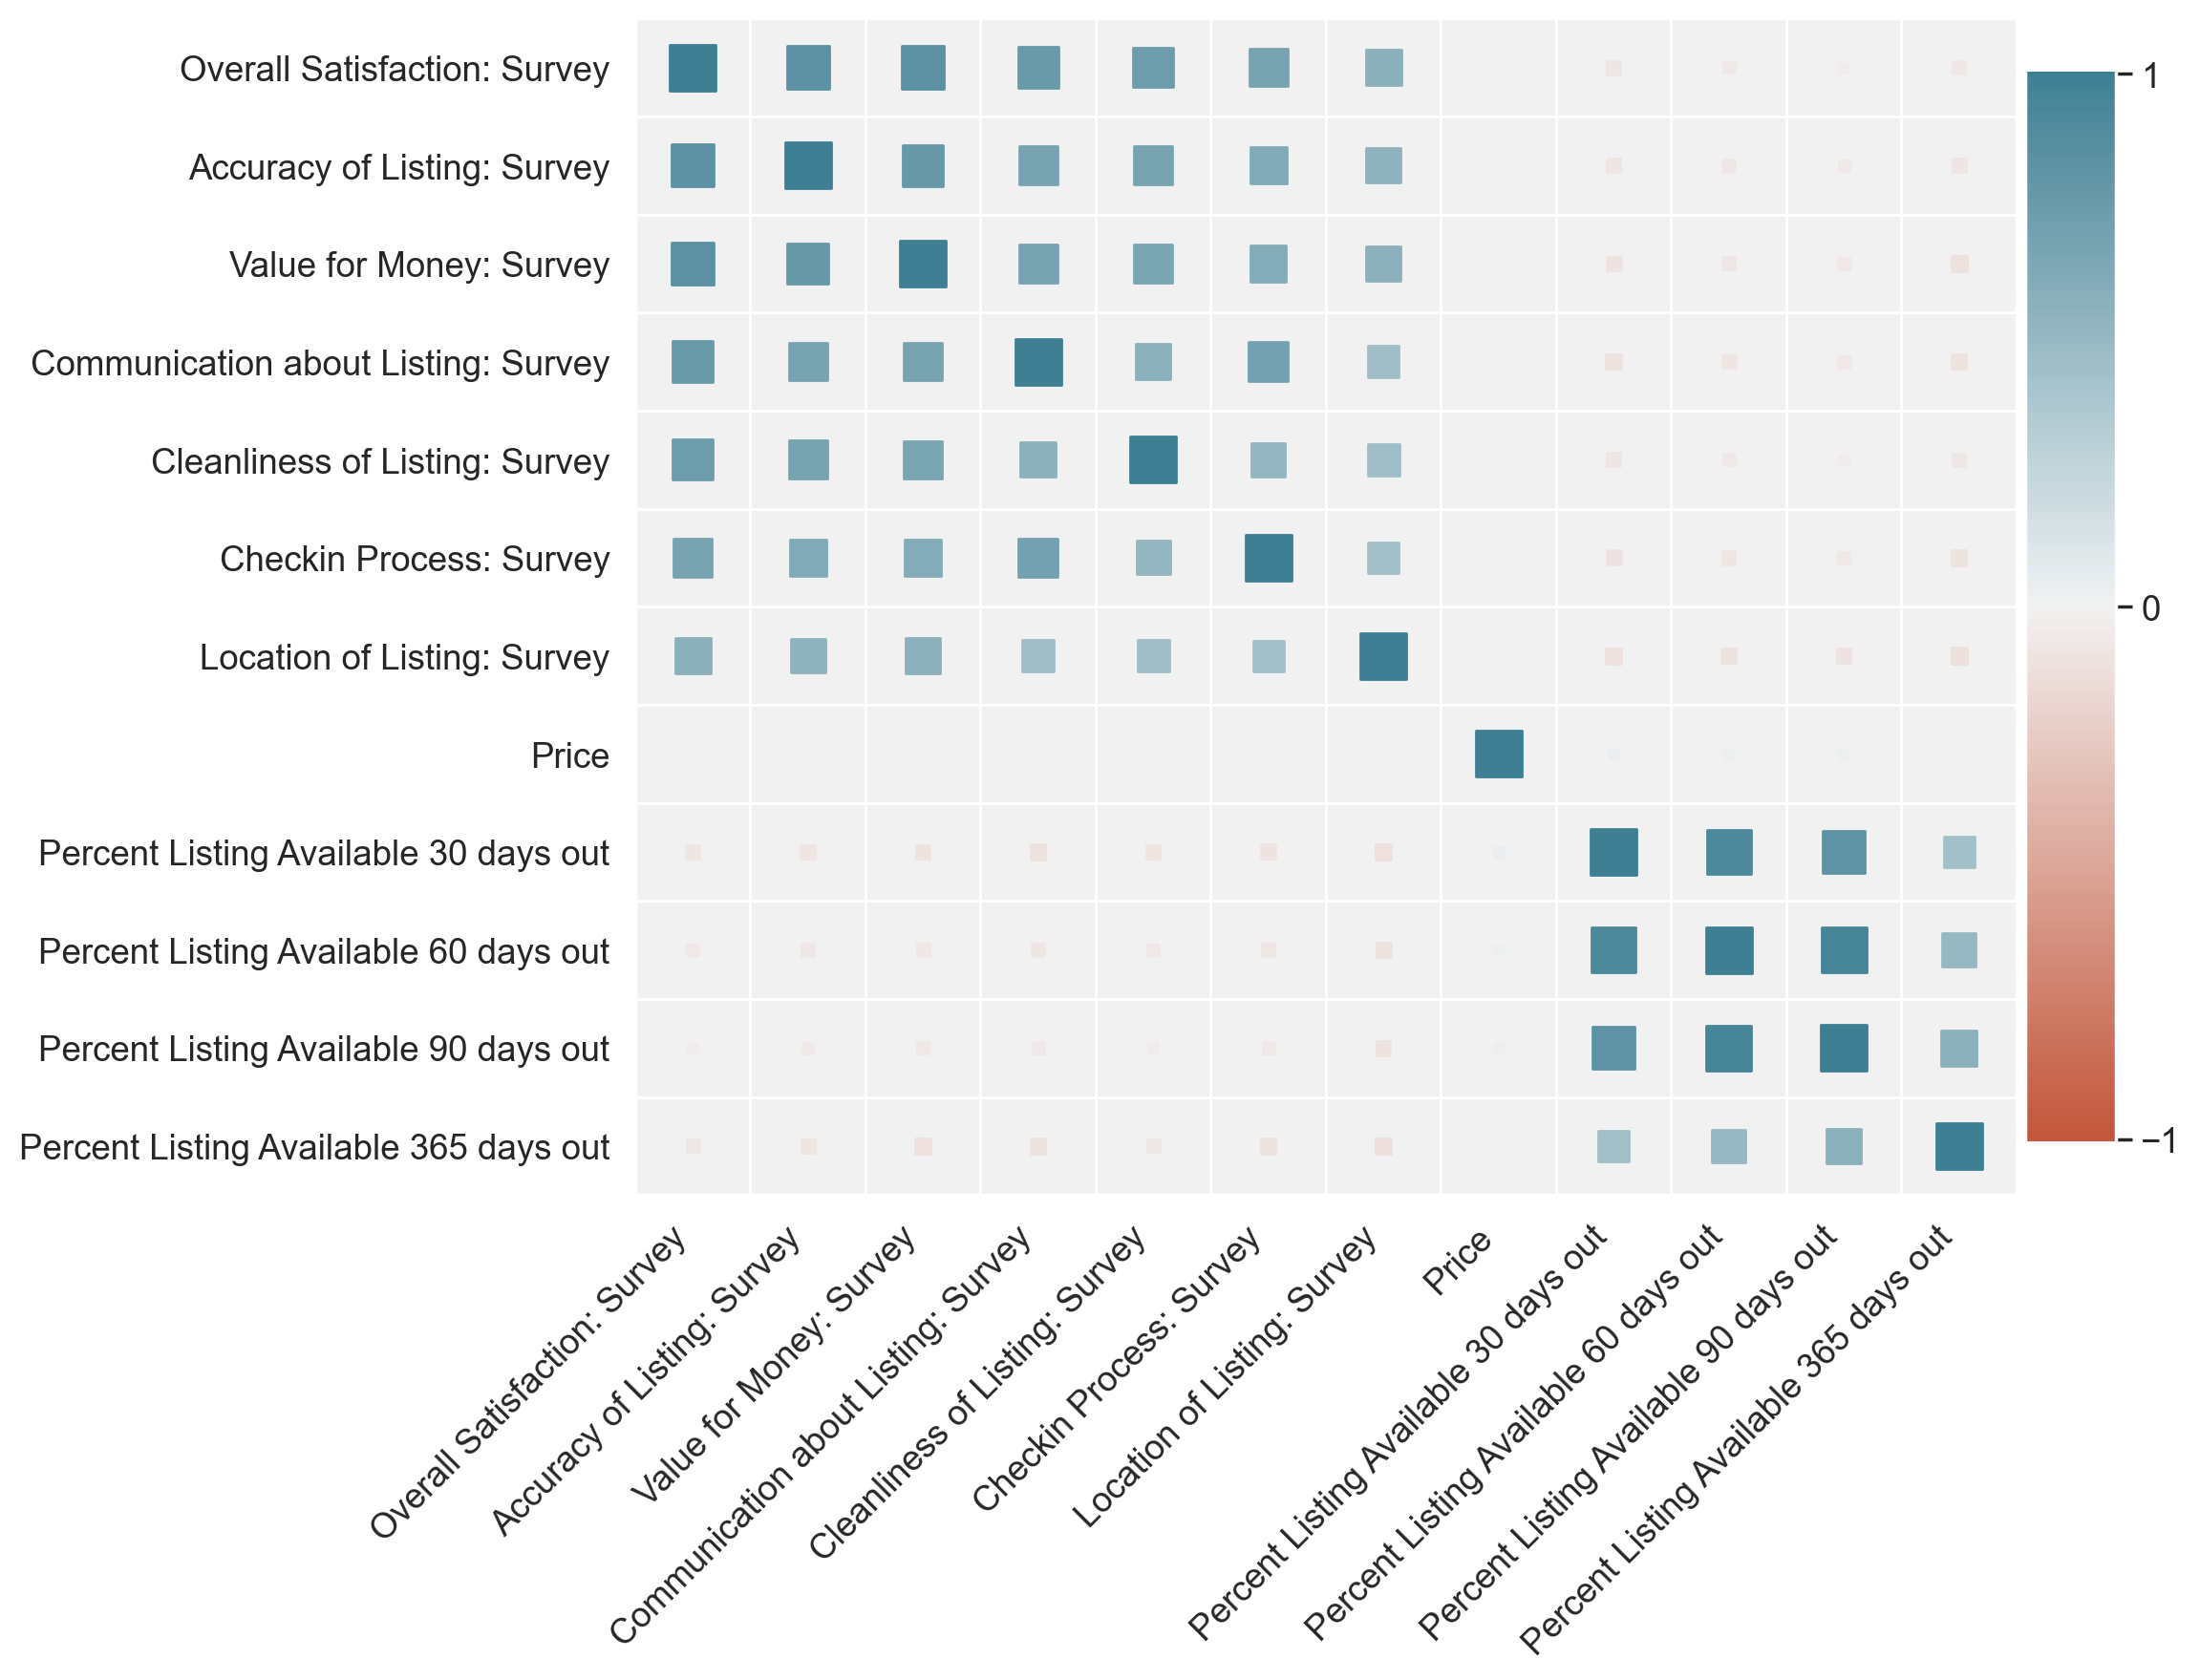 Overall Satisfaction: Survey
Accuracy of Listing: Survey
Value for Money: Survey
Communication about Listing: Survey
Cleanliness of Listing: Survey
Checkin Process: Survey
Location of Listing: Survey
Price
Percent Listing Available 30 days out
Percent Listing Available 60 days out
Percent Listing Available 90 days out
Percent Listing Available 365 days out
1
0
−1
Overall Satisfaction: Survey
Accuracy of Listing: Survey
Value for Money: Survey
Communication about Listing: Survey
Cleanliness of Listing: Survey
Checkin Process: Survey
Location of Listing: Survey
Price
Percent Listing Available 30 days out
Percent Listing Available 60 days out
Percent Listing Available 90 days out
Percent Listing Available 365 days out